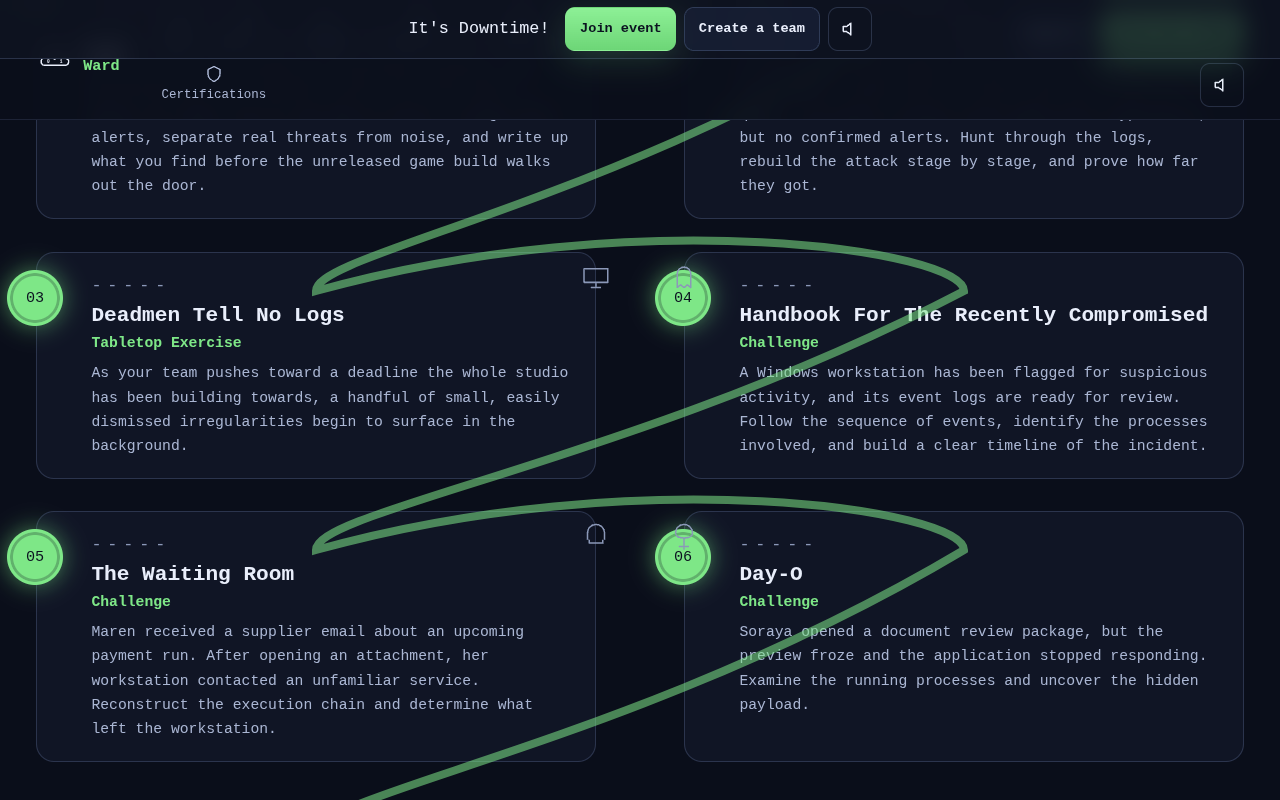 It's Downtime!
Join event
Create a team
Ward
Certifications
alerts, separate real threats from noise, and write up
what you find before the unreleased game build walks
out the door.
but no confirmed alerts. Hunt through the logs,
rebuild the attack stage by stage, and prove how far
they got.
03
- - - - -
Deadmen Tell No Logs
Tabletop Exercise
As your team pushes toward a deadline the whole studio
has been building towards, a handful of small, easily
dismissed irregularities begin to surface in the
background.
04
- - - - -
Handbook For The Recently Compromised
Challenge
A Windows workstation has been flagged for suspicious
activity, and its event logs are ready for review.
Follow the sequence of events, identify the processes
involved, and build a clear timeline of the incident.
05
- - - - -
The Waiting Room
Challenge
Maren received a supplier email about an upcoming
payment run. After opening an attachment, her
workstation contacted an unfamiliar service.
Reconstruct the execution chain and determine what
left the workstation.
06
- - - - -
Day-O
Challenge
Soraya opened a document review package, but the
preview froze and the application stopped responding.
Examine the running processes and uncover the hidden
payload.